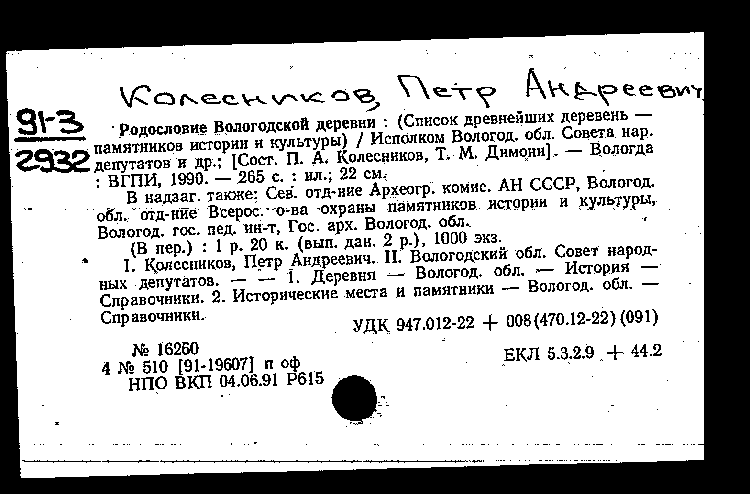 Колесников, Петр Андреевич
91-3
2932
Родословие Вологодской деревни : (Список древнейших деревень —
памятников истории и культуры) / Исполком Вологод. обл. Совета нар.
депутатов и др.; [Сост. П. А. Колесников, Т. М. Димони]. — Вологда
: ВГПИ, 1990. — 265 с. : ил.; 22 см.
В надзаг. также: Сев. отд-ние Археогр. комис. АН СССР, Вологод.
обл. отд-ние Всерос. о-ва охраны памятников истории и культуры,
Вологод. гос. пед. ин-т, Гос. арх. Вологод. обл.
(В пер.) : 1 р. 20 к. (вып. дан. 2 р.), 1000 экз.
I. Колесников, Петр Андреевич. II. Вологодский обл. Совет народ-
ных депутатов. — — 1. Деревня — Вологод. обл. — История —
Справочники. 2. Исторические места и памятники — Вологод. обл. —
Справочники.
УДК 947.012-22 + 008(470.12-22)(091)
№ 16260
4 № 510 [91-19607] п оф
НПО ВКП 04.06.91 Р615
БКЛ 5.3.2.9 + 44.2